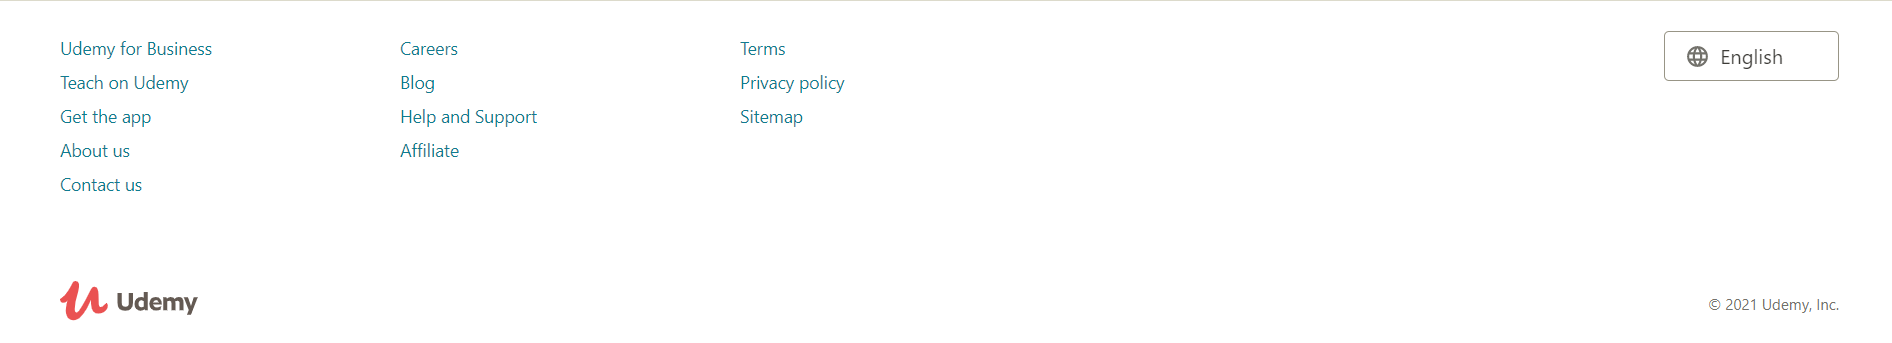 Udemy for Business
Teach on Udemy
Get the app
About us
Contact us
Careers
Blog
Help and Support
Affiliate
Terms
Privacy policy
Sitemap
English
Udemy
© 2021 Udemy, Inc.